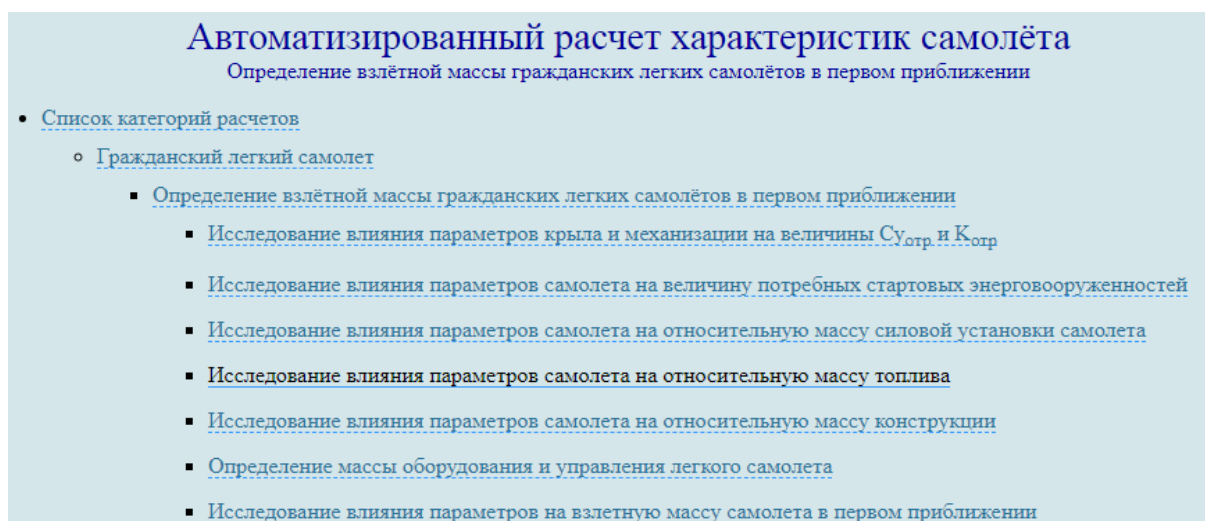 Автоматизированный расчет характеристик самолёта
Определение взлётной массы гражданских легких самолётов в первом приближении
Список категорий расчетов
Гражданский легкий самолет
Определение взлётной массы гражданских легких самолётов в первом приближении
Исследование влияния параметров крыла и механизации на величины Cyотр и Kотр
Исследование влияния параметров самолета на величину потребных стартовых энерговооруженностей
Исследование влияния параметров самолета на относительную массу силовой установки самолета
Исследование влияния параметров самолета на относительную массу топлива
Исследование влияния параметров самолета на относительную массу конструкции
Определение массы оборудования и управления легкого самолета
Исследование влияния параметров на взлетную массу самолета в первом приближении